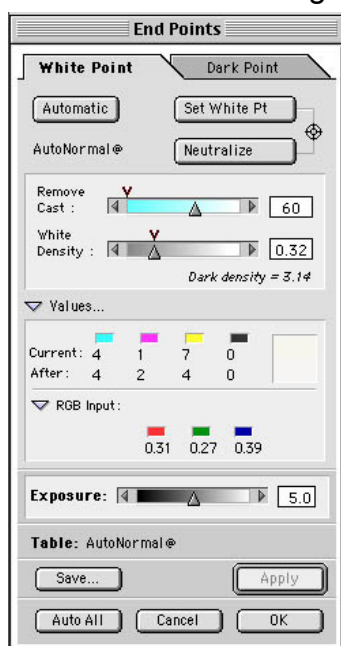 End Points
White Point Dark Point
Automatic Set White Pt
AutoNormal@ Neutralize
Remove
Cast : 60
White
Density : 0.32
Dark density = 3.14
Values...
Current: 4 1 7 0
After: 4 2 4 0
RGB Input:
0.31 0.27 0.39
Exposure: 5.0
Table: AutoNormal@
Save... Apply
Auto All Cancel OK